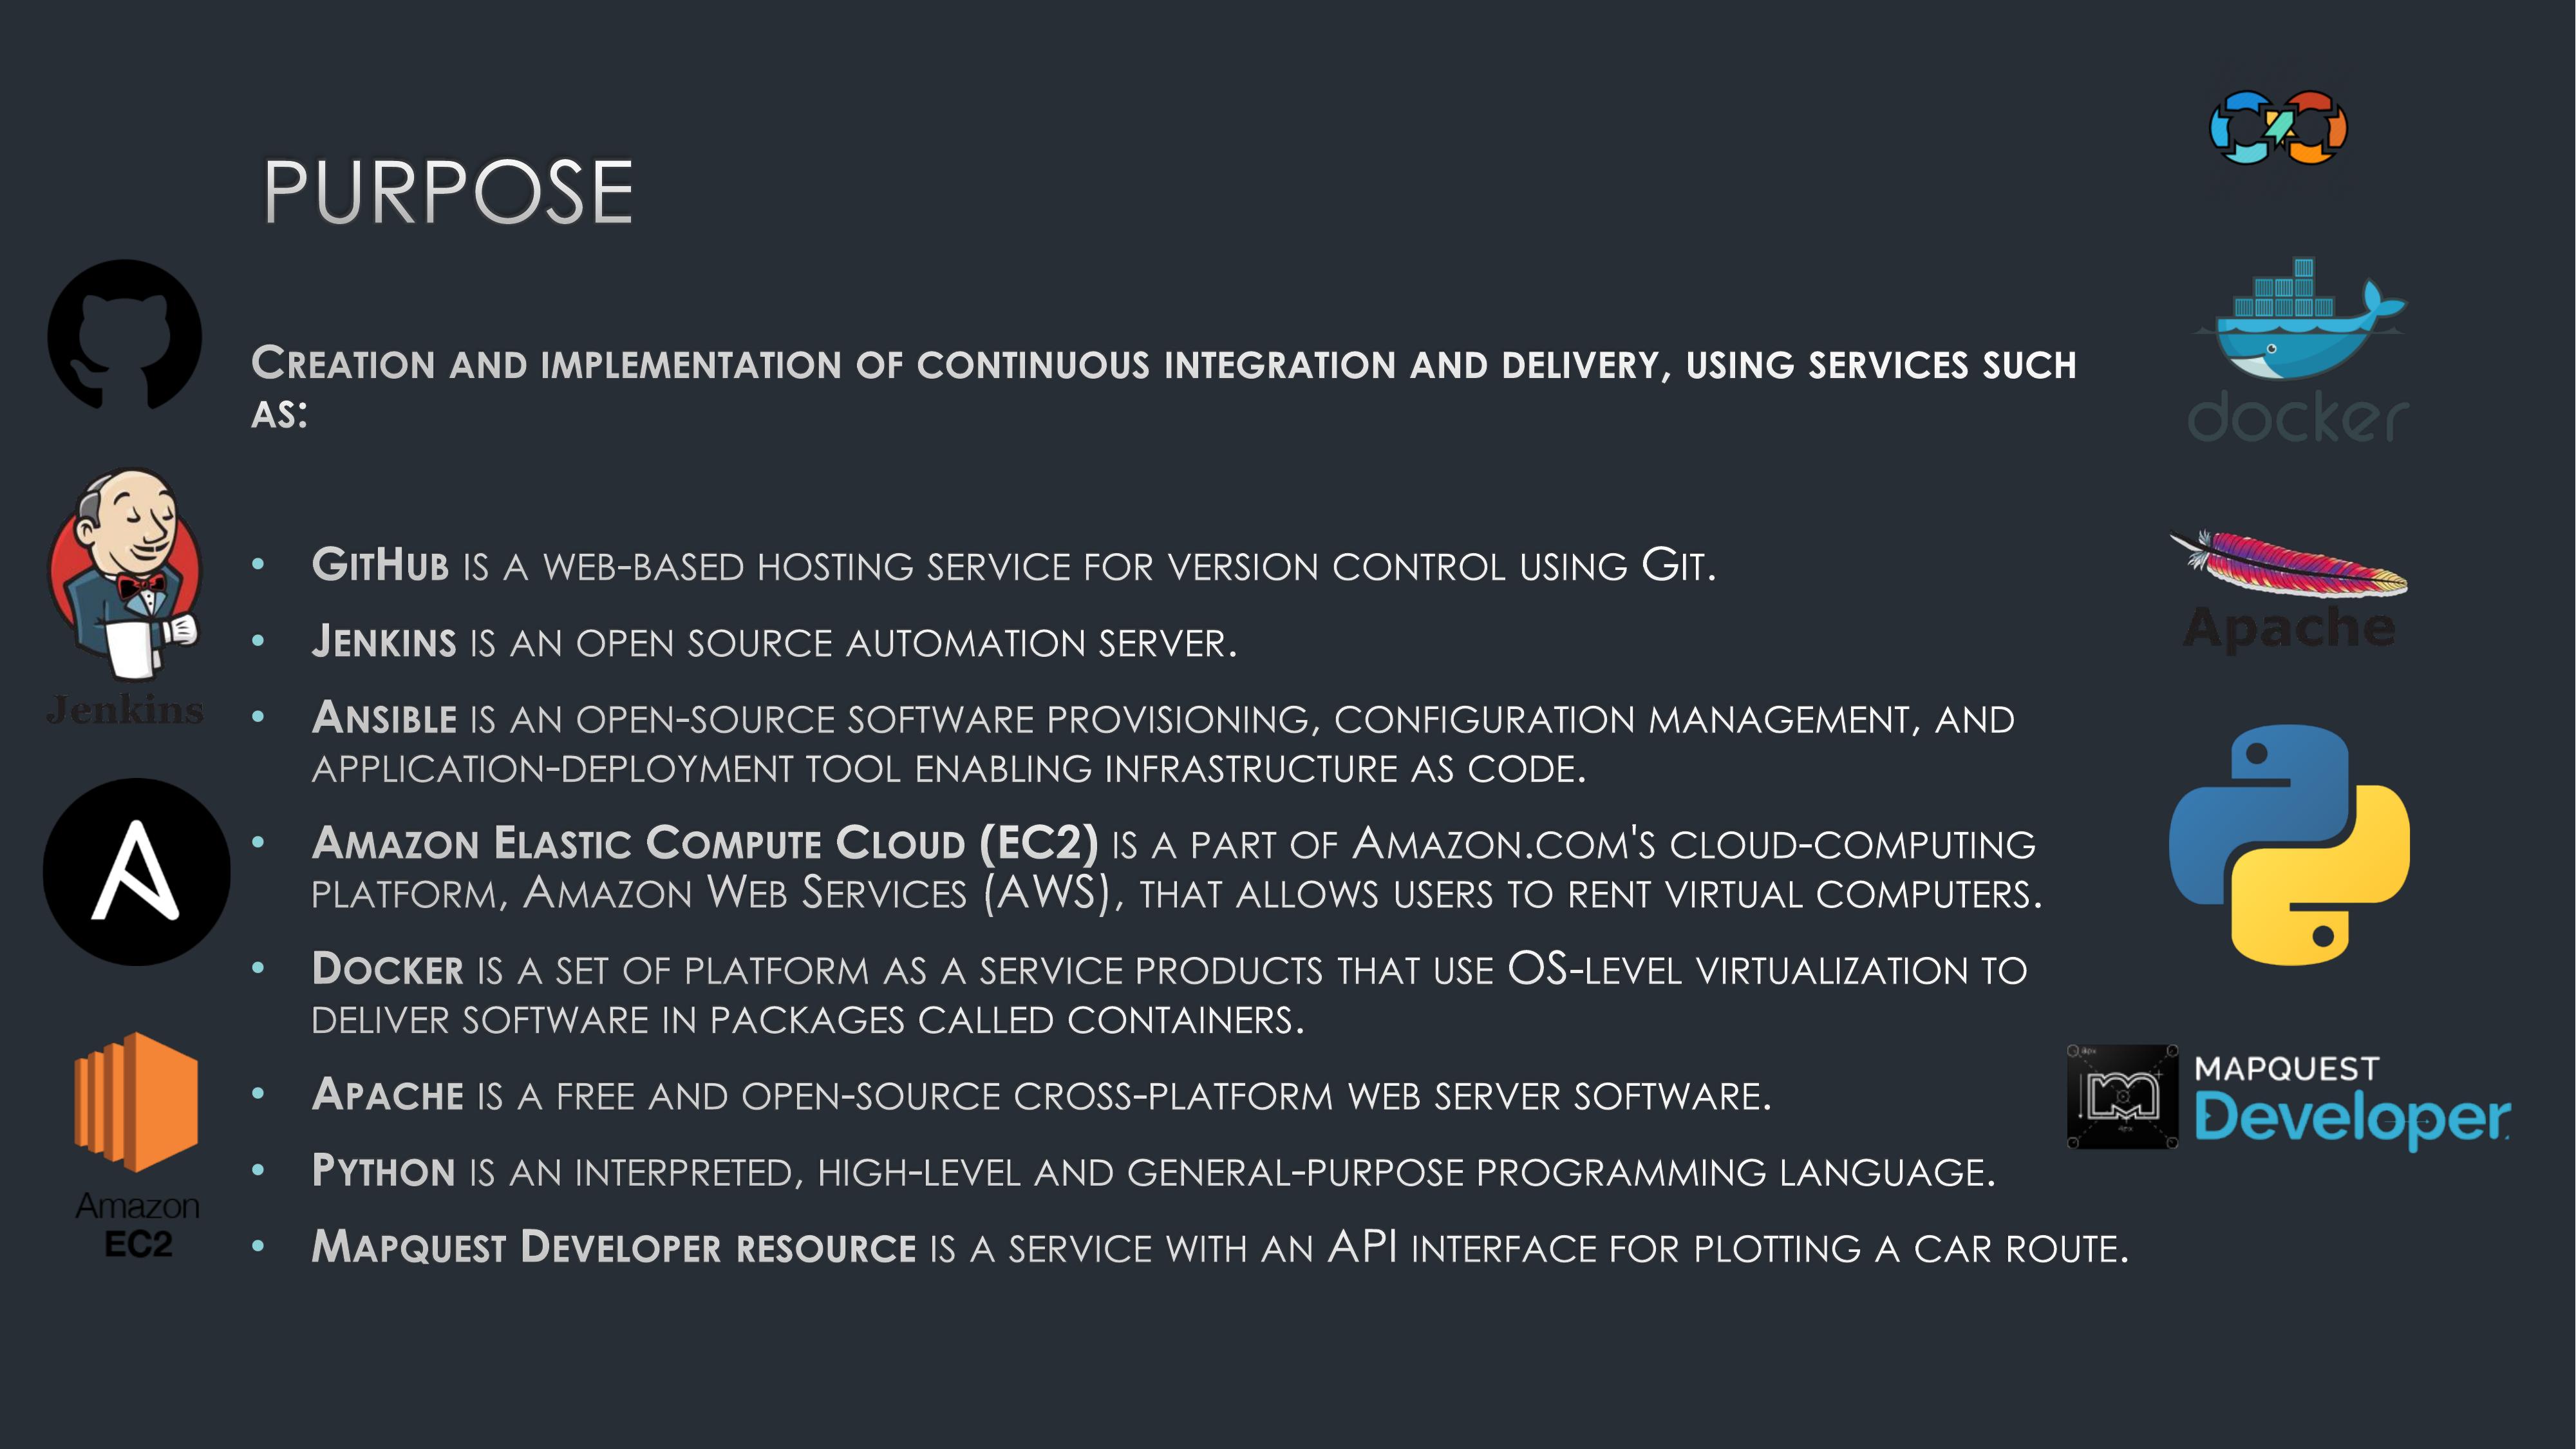 PURPOSE
CREATION AND IMPLEMENTATION OF CONTINUOUS INTEGRATION AND DELIVERY, USING SERVICES SUCH
AS:
• GITHUB IS A WEB-BASED HOSTING SERVICE FOR VERSION CONTROL USING GIT.
• JENKINS IS AN OPEN SOURCE AUTOMATION SERVER.
• ANSIBLE IS AN OPEN-SOURCE SOFTWARE PROVISIONING, CONFIGURATION MANAGEMENT, AND
APPLICATION-DEPLOYMENT TOOL ENABLING INFRASTRUCTURE AS CODE.
• AMAZON ELASTIC COMPUTE CLOUD (EC2) IS A PART OF AMAZON.COM'S CLOUD-COMPUTING
PLATFORM, AMAZON WEB SERVICES (AWS), THAT ALLOWS USERS TO RENT VIRTUAL COMPUTERS.
• DOCKER IS A SET OF PLATFORM AS A SERVICE PRODUCTS THAT USE OS-LEVEL VIRTUALIZATION TO
DELIVER SOFTWARE IN PACKAGES CALLED CONTAINERS.
• APACHE IS A FREE AND OPEN-SOURCE CROSS-PLATFORM WEB SERVER SOFTWARE.
• PYTHON IS AN INTERPRETED, HIGH-LEVEL AND GENERAL-PURPOSE PROGRAMMING LANGUAGE.
• MAPQUEST DEVELOPER RESOURCE IS A SERVICE WITH AN API INTERFACE FOR PLOTTING A CAR ROUTE.
Jenkins
Amazon
EC2
docker
Apache
MAPQUEST
Developer